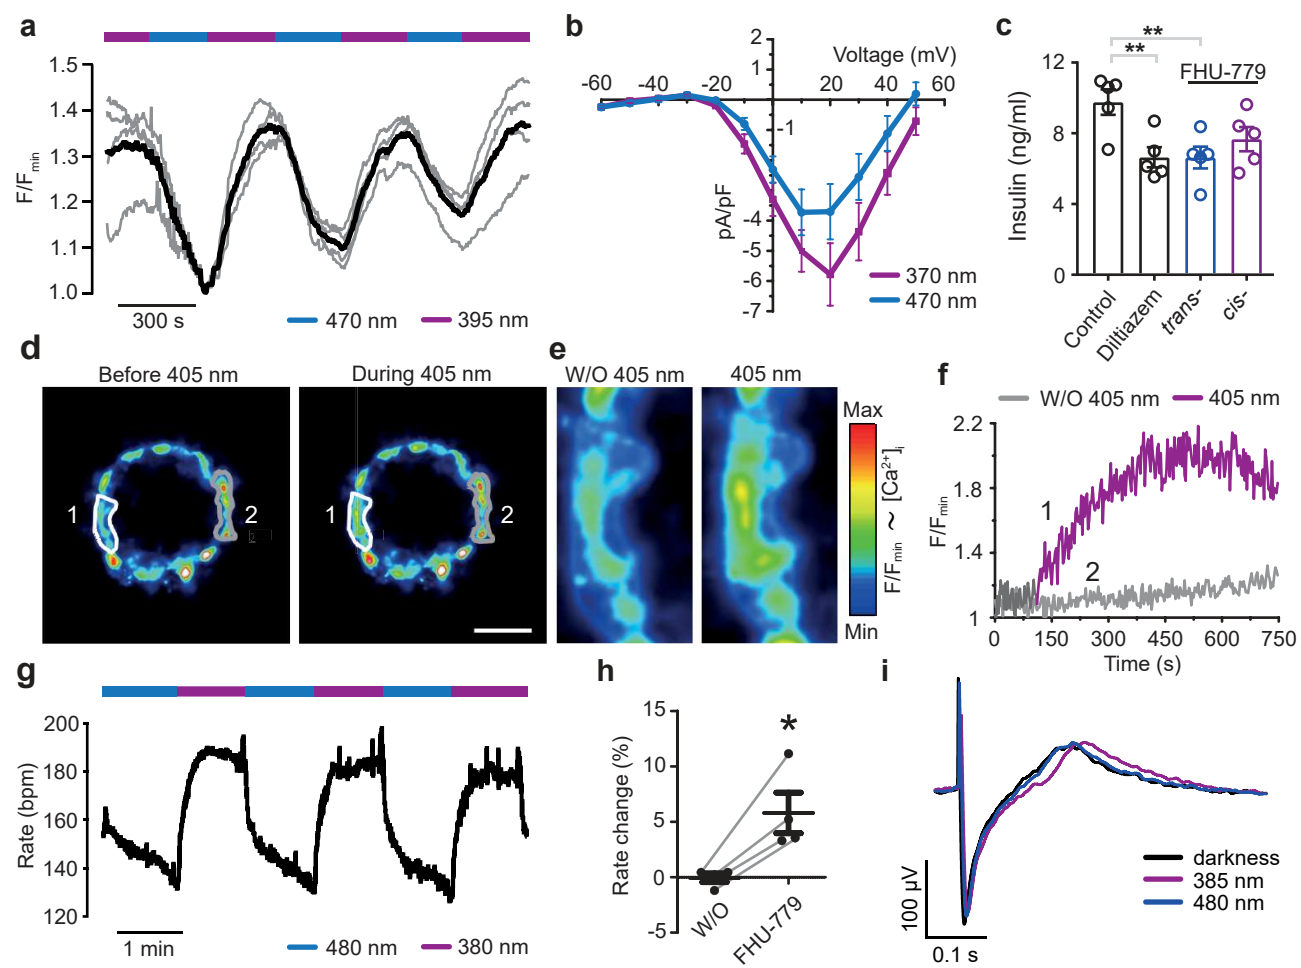 a
1.5
1.4
1.3
1.2
1.1
1.0
F/Fmin
300 s
470 nm
395 nm
b
2
1
Voltage (mV)
-60
-40
-20
20
40
60
-1
-4
-5
-6
-7
pA/pF
370 nm
470 nm
c
**
**
FHU-779
12
8
4
0
Insulin (ng/ml)
Control
Diltiazem
trans-
cis-
d
Before 405 nm
During 405 nm
1
2
1
2
e
W/O 405 nm
405 nm
Max
F/Fmin ~ [Ca2+]i
Min
f
W/O 405 nm
405 nm
2.2
1.8
1.4
1
F/Fmin
1
2
0
150
300
450
600
750
Time (s)
g
200
180
160
140
120
Rate (bpm)
1 min
480 nm
380 nm
h
15
10
5
0
-5
Rate change (%)
*
W/O
FHU-779
i
100 µV
0.1 s
darkness
385 nm
480 nm